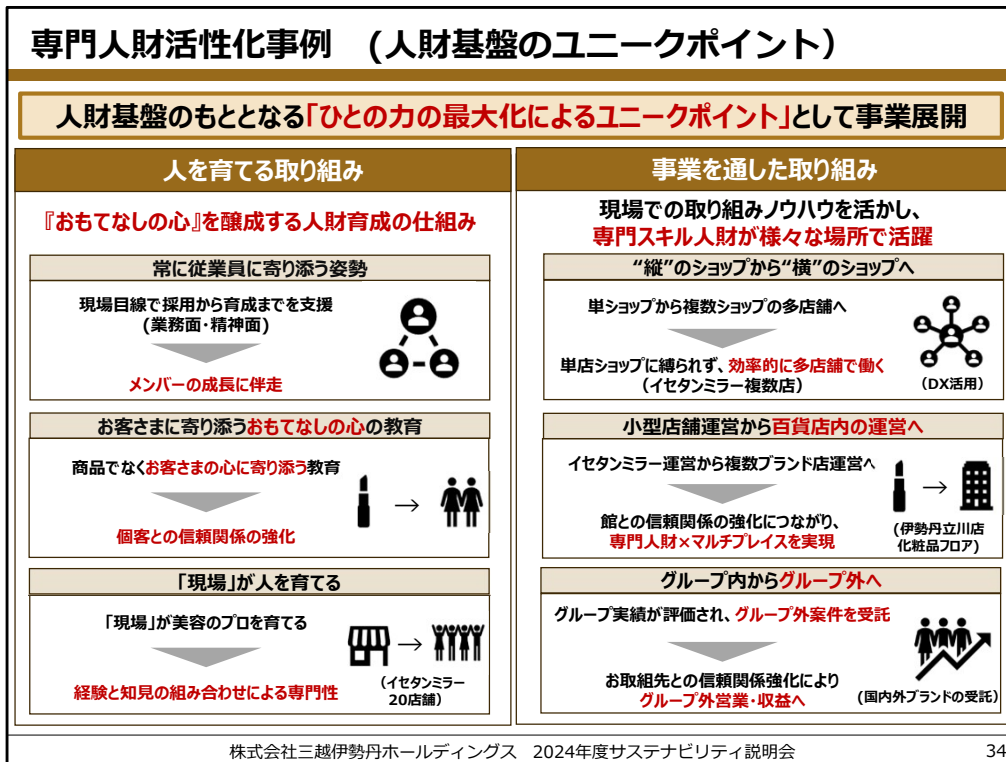 専門人財活性化事例 (人財基盤のユニークポイント)
人財基盤のもととなる「ひとの力の最大化によるユニークポイント」として事業展開
人を育てる取り組み
『おもてなしの心』を醸成する人財育成の仕組み
常に従業員に寄り添う姿勢
現場目線で採用から育成までを支援
(業務面・精神面)
メンバーの成長に伴走
お客さまに寄り添うおもてなしの心の教育
商品でなくお客さまの心に寄り添う教育
→
個客との信頼関係の強化
「現場」が人を育てる
「現場」が美容のプロを育てる
→
経験と知見の組み合わせによる専門性
(イセタンミラー
20店舗)
事業を通した取り組み
現場での取り組みノウハウを活かし、
専門スキル人財が様々な場所で活躍
“縦”のショップから“横”のショップへ
単ショップから複数ショップの多店舗へ
単店ショップに縛られず、効率的に多店舗で働く
(イセタンミラー複数店)
(DX活用)
小型店舗運営から百貨店内の運営へ
イセタンミラー運営から複数ブランド店運営へ
→
館との信頼関係の強化につながり、
専門人財×マルチプレイスを実現
(伊勢丹立川店
化粧品フロア)
グループ内からグループ外へ
グループ実績が評価され、グループ外案件を受託
お取組先との信頼関係強化により
グループ外営業・収益へ
(国内外ブランドの受託)
株式会社三越伊勢丹ホールディングス 2024年度サステナビリティ説明会
34